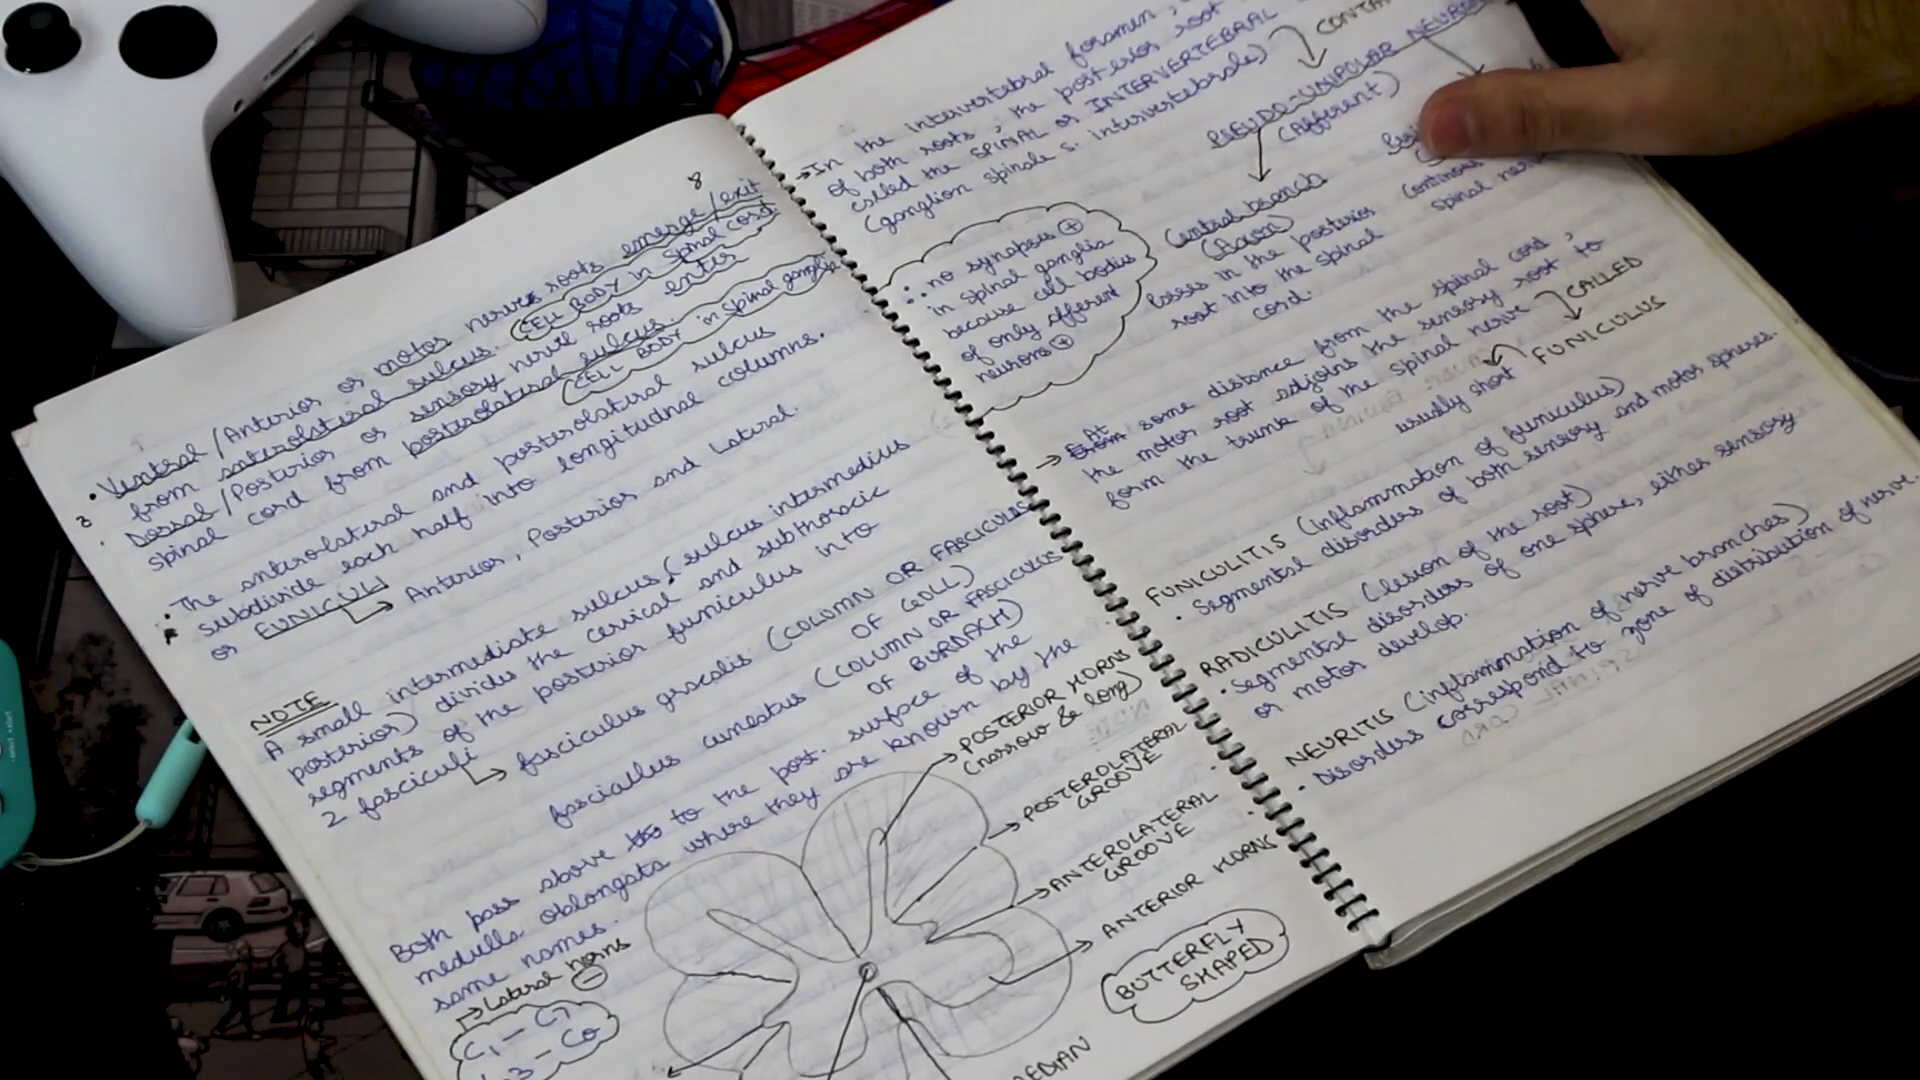 8
• Ventral/Anterior or motor nerve roots emerge/exit
from anterolateral sulcus. CELL BODY in Spinal cord.
• Dorsal/Posterior or sensory nerve roots enter
spinal cord from posterolateral sulcus.
CELL BODY in spinal ganglia
• The anterolateral and posterolateral sulcus
subdivide each half into longitudinal columns.
or FUNICULI
Anterior, Posterior and Lateral.
NOTE
A small intermediate sulcus (sulcus intermedius
posterior) divides the cervical and subthoracic
segments of the posterior funiculus into
2 fasciculi
fasciculus gracalis (COLUMN OR FASCICULUS
OF GOLL)
fasciculus cuneatus (COLUMN OR FASCICULUS
OF BURDACH)
Both pass above to the post. surface of the
medulla oblongata where they are known by the
same names.
Lateral horns
C1 - C7
- Co
POSTERIOR HORNS
(narrow & long)
POSTEROLATERAL
GROOVE
ANTEROLATERAL
GROOVE
ANTERIOR HORNS
BUTTERFLY
SHAPED
MEDIAN
→ In the intervertebral foramen,
of both roots, the posterior root
called the SPINAL or INTERVERTEBRAL
(ganglion spinale s. intervertebrale)
PSEUDO-UNIPOLAR
(Afferent)
Central branch
(Axon)
passes in the posterior
root into the spinal
cord.
spinal
∴ no synapses +
in spinal ganglia
because cell bodies
of only afferent
neurons +
→ At some distance from the spinal cord,
the motor root adjoins the sensory root to
form the trunk of the spinal nerve
CALLED
FUNICULUS
usually short
FUNICULITIS (inflammation of funiculus)
• Segmental disorders of both sensory and motor spheres.
RADICULITIS (lesion of the root)
• Segmental disorders of one sphere, either sensory
or motor develop.
NEURITIS (inflammation of nerve branches)
• Disorders correspond to zone of distribution of nerve.